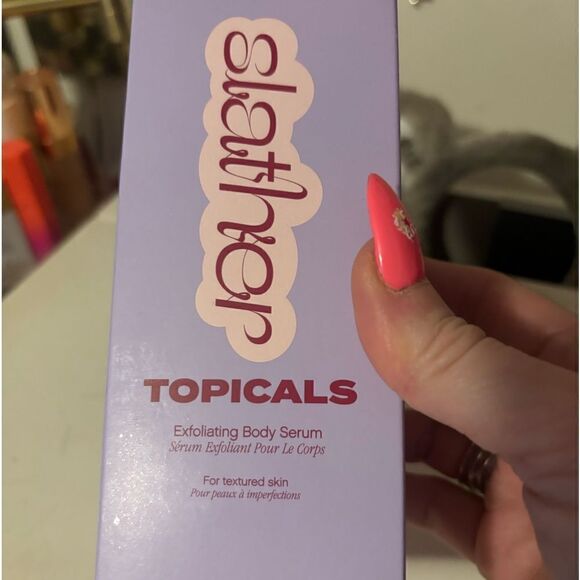 slather
TOPICALS
Exfoliating Body Serum
Sérum Exfoliant Pour Le Corps
For textured skin
Pour peaux à imperfections